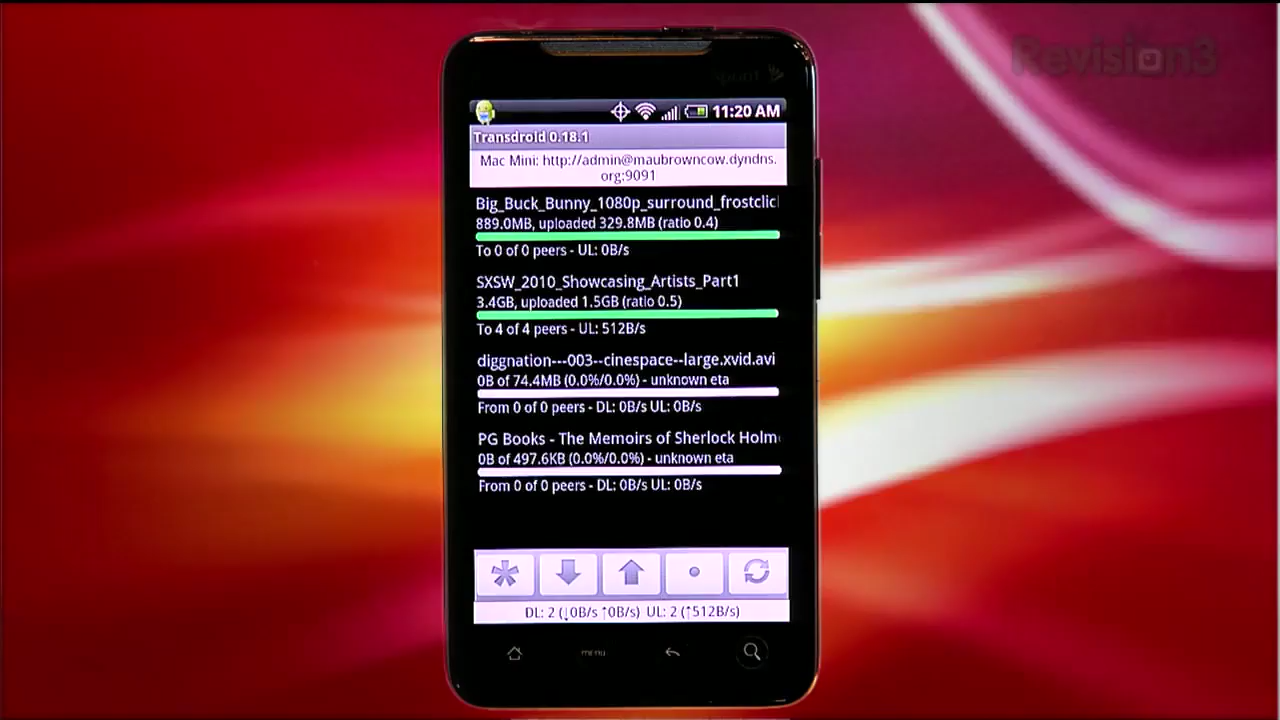 Revision3
Sprint
11:20 AM
Transdroid 0.18.1
Mac Mini: http://admin@maubrowncow.dyndns.
org:9091
Big_Buck_Bunny_1080p_surround_frostclic
889.0MB, uploaded 329.8MB (ratio 0.4)
To 0 of 0 peers - UL: 0B/s
SXSW_2010_Showcasing_Artists_Part1
3.4GB, uploaded 1.5GB (ratio 0.5)
To 4 of 4 peers - UL: 512B/s
diggnation---003--cinespace--large.xvid.avi
0B of 74.4MB (0.0%/0.0%) - unknown eta
From 0 of 0 peers - DL: 0B/s UL: 0B/s
PG Books - The Memoirs of Sherlock Holm
0B of 497.6KB (0.0%/0.0%) - unknown eta
From 0 of 0 peers - DL: 0B/s UL: 0B/s
DL: 2 (↓0B/s ↑0B/s) UL: 2 (↑512B/s)
menu